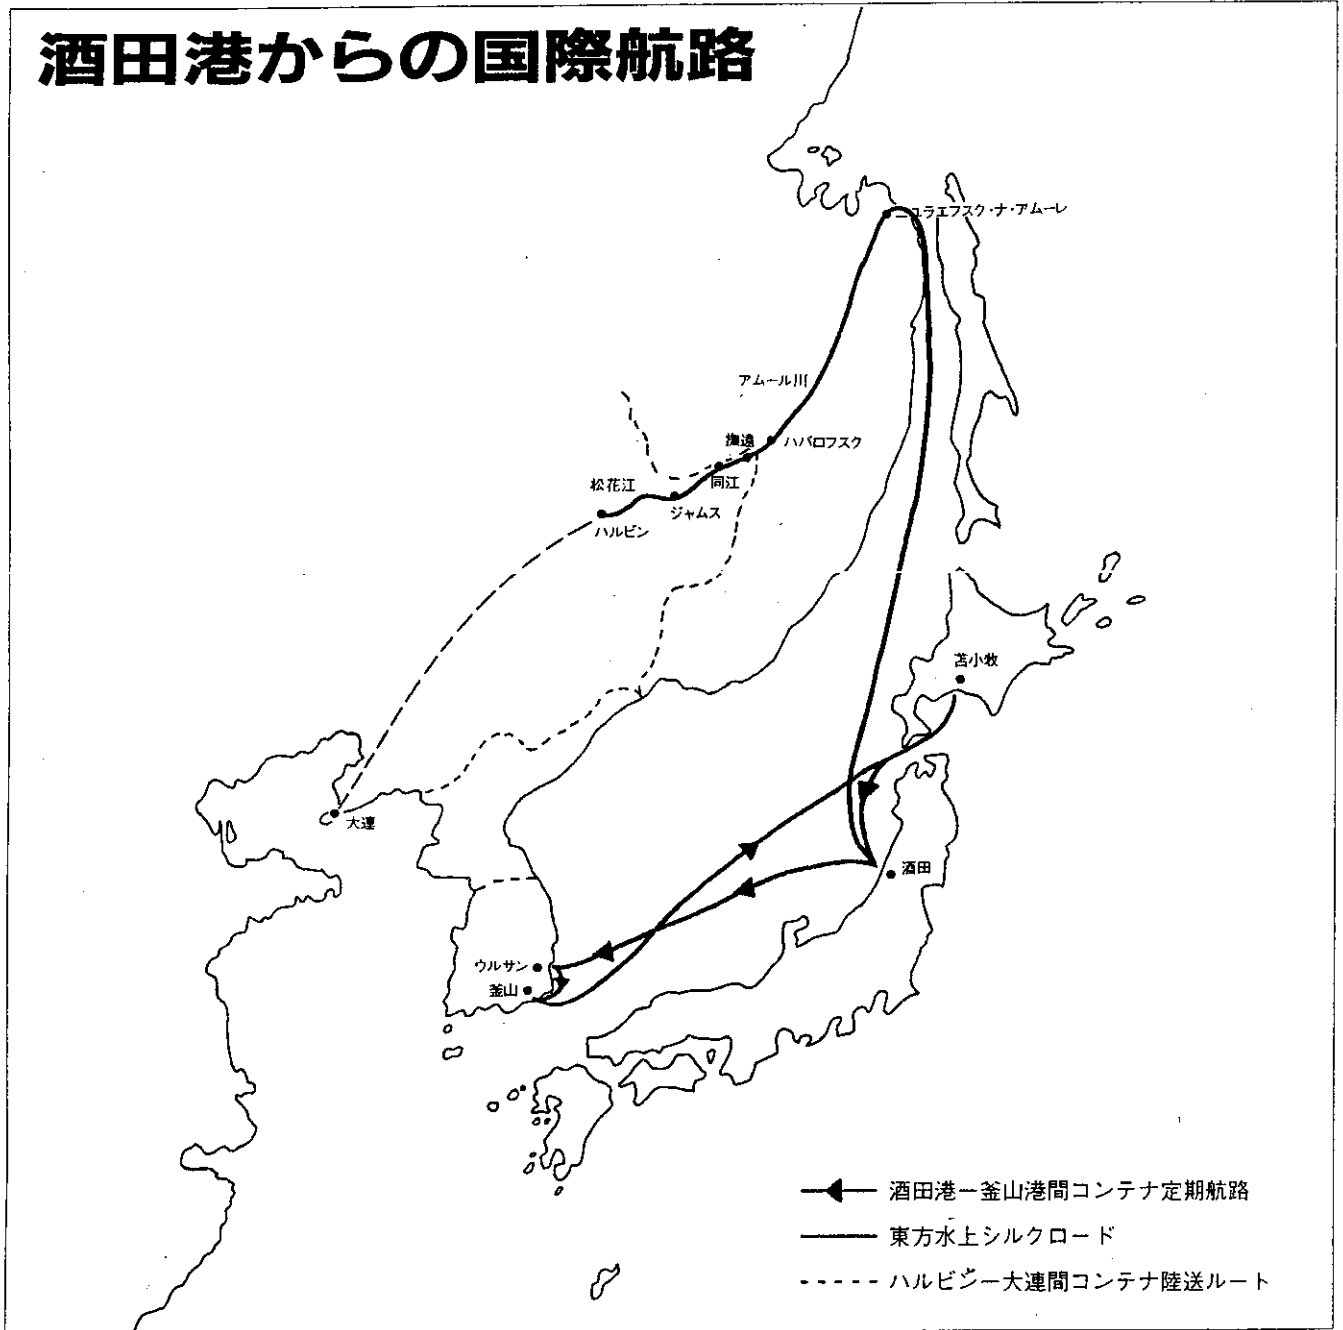 酒田港からの国際航路
ニコラエフスク・ナ・アムーレ
アムール川
撫遠
ハバロフスク
松花江
同江
ジャムス
ハルビン
苫小牧
大連
酒田
ウルサン
釜山
酒田港ー釜山港間コンテナ定期航路
東方水上シルクロード
ハルビンー大連間コンテナ陸送ルート